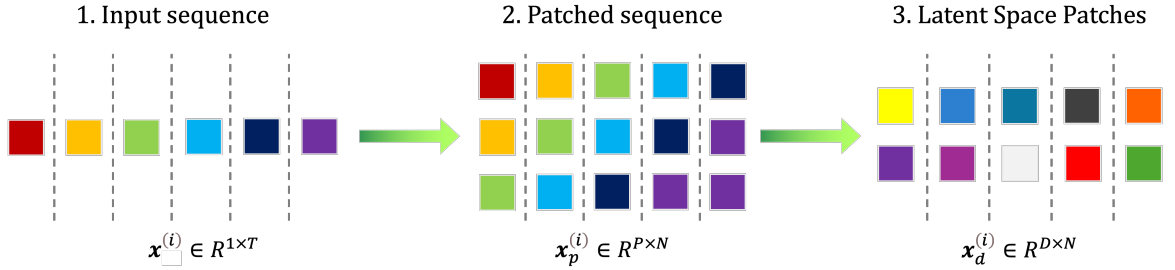 1. Input sequence
2. Patched sequence
3. Latent Space Patches
𝒙^(i) ∈ R^{1×T}
𝒙_p^(i) ∈ R^{P×N}
𝒙_d^(i) ∈ R^{D×N}